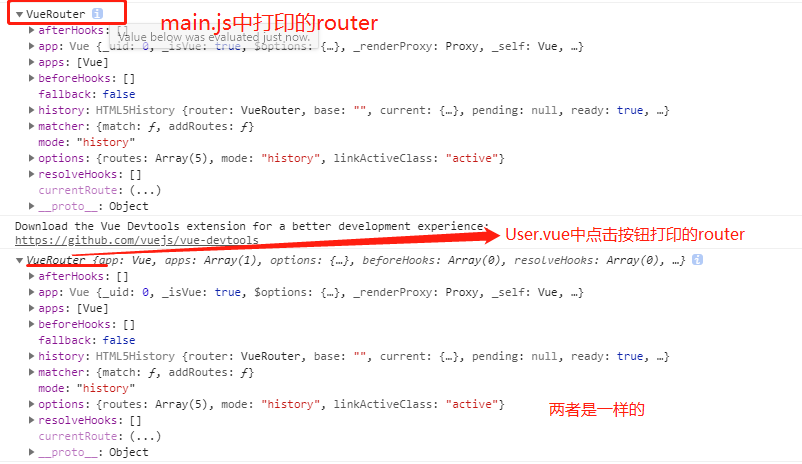 ▼VueRouter i
main.js中打印的router
▶afterHooks: []
Value below was evaluated just now.
▶app: Vue {_uid: 0, _isVue: true, $options: {…}, _renderProxy: Proxy, _self: Vue, …}
▶apps: [Vue]
▶beforeHooks: []
fallback: false
▶history: HTML5History {router: VueRouter, base: "", current: {…}, pending: null, ready: true, …}
▶matcher: {match: ƒ, addRoutes: ƒ}
mode: "history"
▶options: {routes: Array(5), mode: "history", linkActiveClass: "active"}
▶resolveHooks: []
currentRoute: (...)
▶__proto__: Object
Download the Vue Devtools extension for a better development experience:
https://github.com/vuejs/vue-devtools
User.vue中点击按钮打印的router
▼VueRouter {app: Vue, apps: Array(1), options: {…}, beforeHooks: Array(0), resolveHooks: Array(0), …} i
▶afterHooks: []
▶app: Vue {_uid: 0, _isVue: true, $options: {…}, _renderProxy: Proxy, _self: Vue, …}
▶apps: [Vue]
▶beforeHooks: []
fallback: false
▶history: HTML5History {router: VueRouter, base: "", current: {…}, pending: null, ready: true, …}
▶matcher: {match: ƒ, addRoutes: ƒ}
mode: "history"
▶options: {routes: Array(5), mode: "history", linkActiveClass: "active"}
两者是一样的
▶resolveHooks: []
currentRoute: (...)
▶__proto__: Object